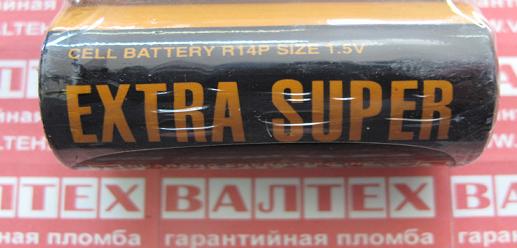 CELL BATTERY R14P SIZE 1.5V
EXTRA SUPER
ВАЛТЕХ ВАЛТЕХ
гарантийная пломба гарантийная пломба